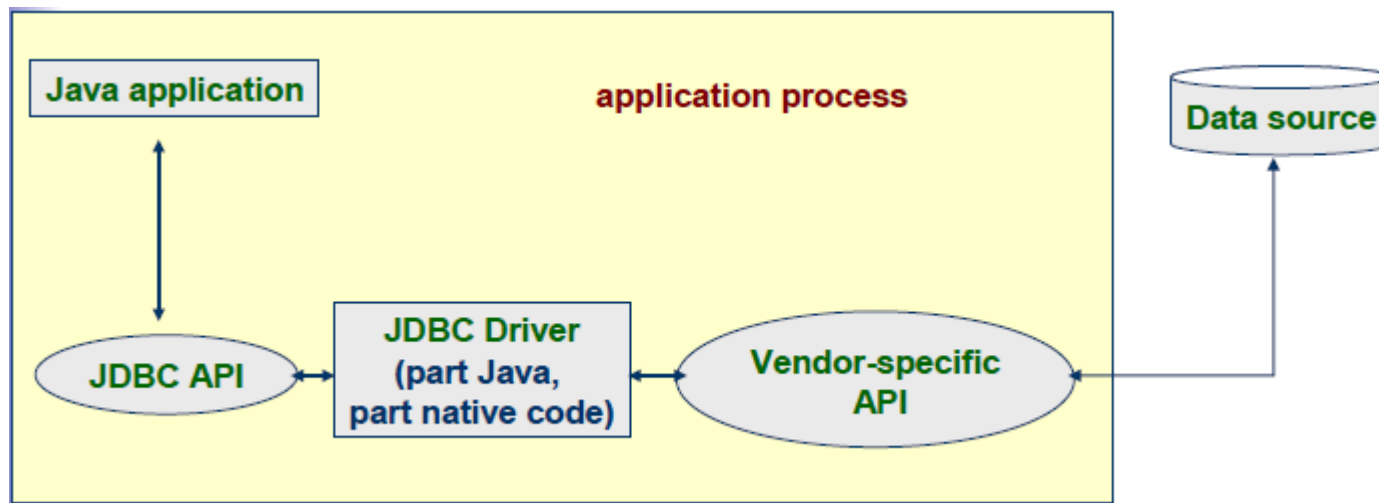 Java application
application process
Data source
JDBC API
JDBC Driver
(part Java,
part native code)
Vendor-specific
API